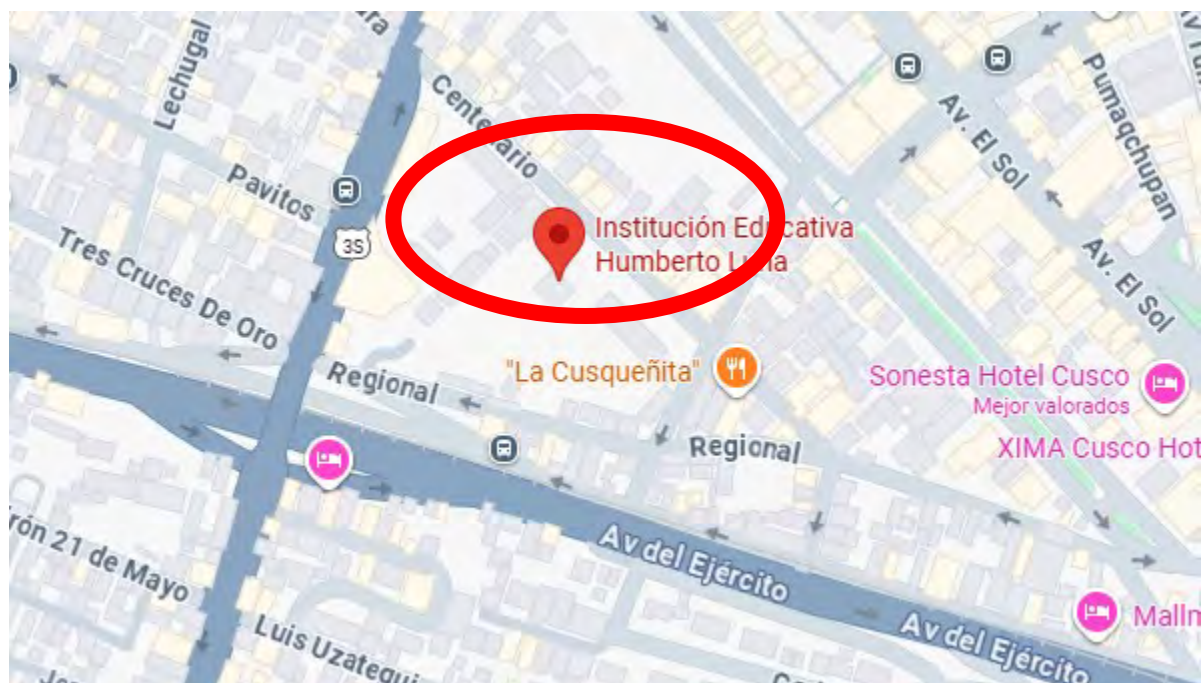 Lechugal
Centenario
Pavitos
3S
Tres Cruces De Oro
Av. El Sol
Pumaqchupan
Av. El Sol
Institución Educativa
Humberto Luna
Regional
"La Cusqueñita"
Sonesta Hotel Cusco
Mejor valorados
XIMA Cusco Hot
Regional
Av del Ejército
Av del Ejército
rón 21 de Mayo
Luis Uzategui
Mallm